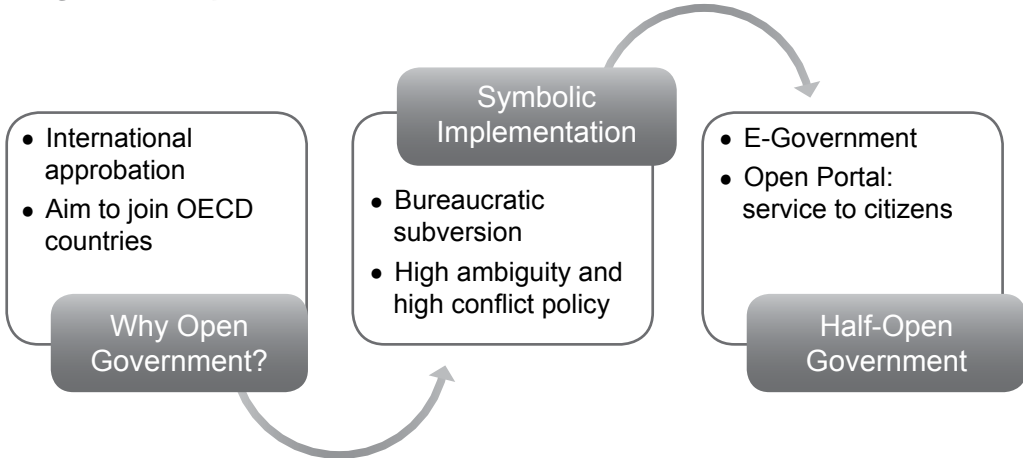 • International
approbation
• Aim to join OECD
countries
Why Open
Government?
Symbolic
Implementation
• Bureaucratic
subversion
• High ambiguity and
high conflict policy
• E-Government
• Open Portal:
service to citizens
Half-Open
Government